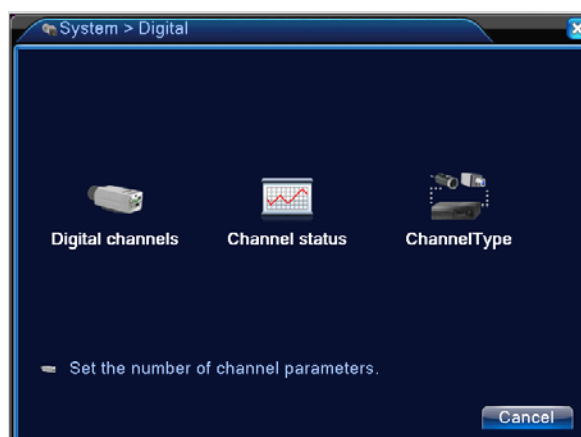 System > Digital
Digital channels
Channel status
ChannelType
Set the number of channel parameters.
Cancel